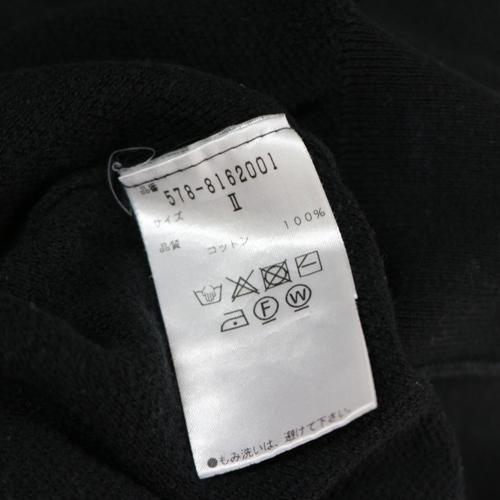 品番 578-8162001
サイズ Ⅱ
品質 コットン 100%
F W
●もみ洗いは、避けて下さい。